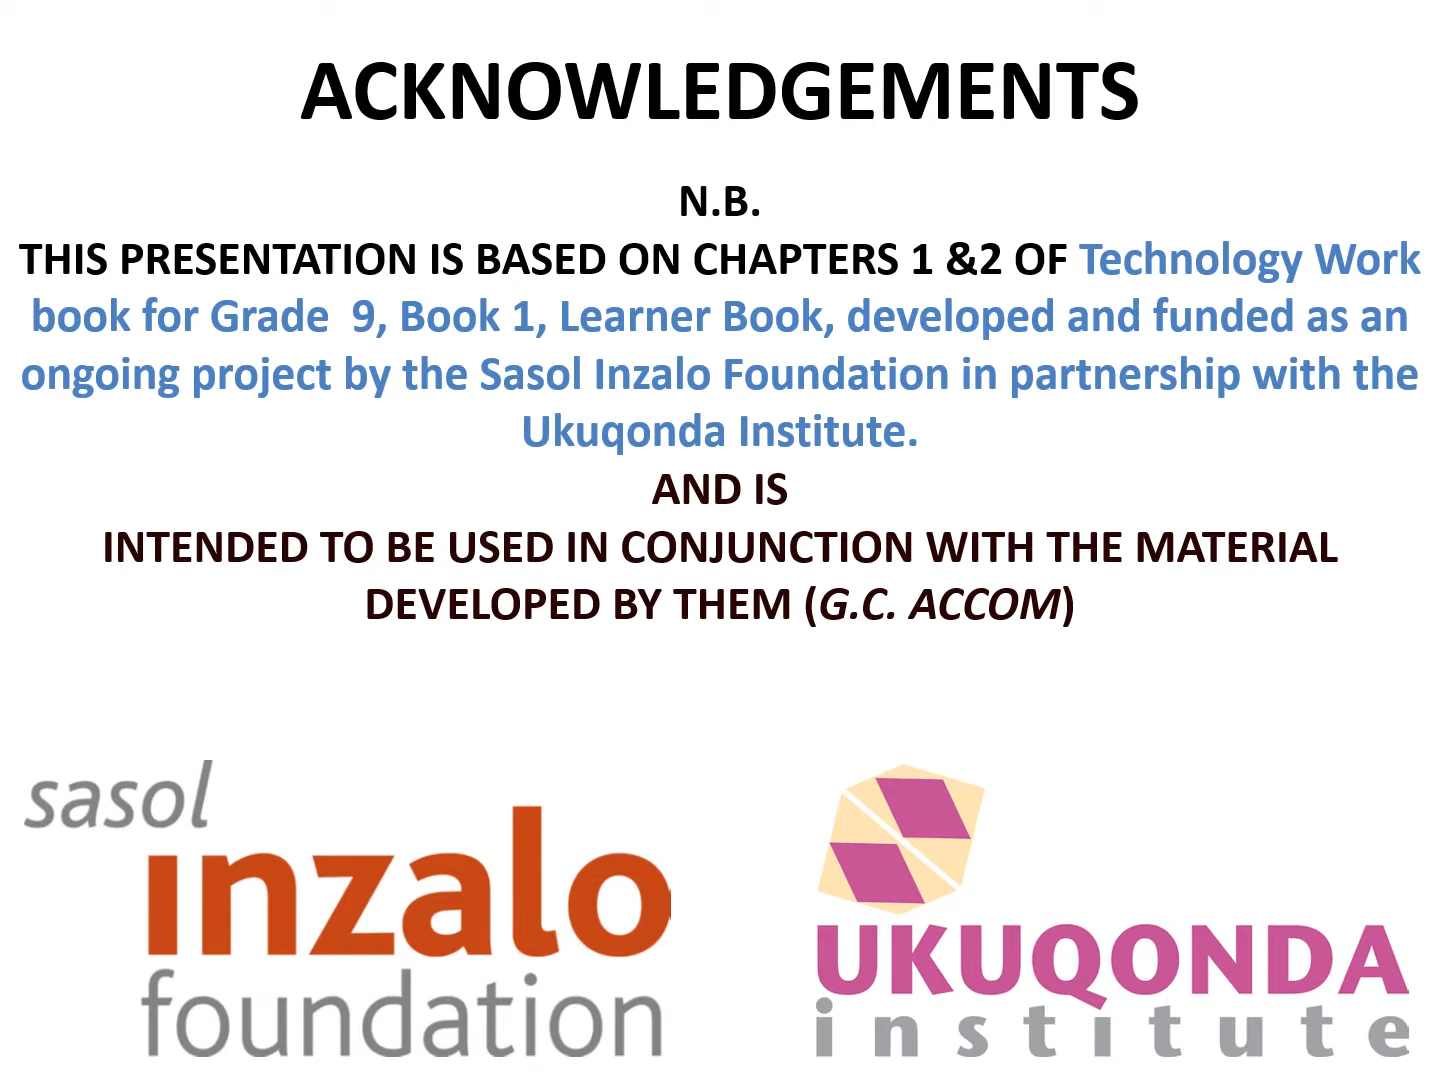 ACKNOWLEDGEMENTS
N.B.
THIS PRESENTATION IS BASED ON CHAPTERS 1 &2 OF Technology Work
book for Grade  9, Book 1, Learner Book, developed and funded as an
ongoing project by the Sasol Inzalo Foundation in partnership with the
Ukuqonda Institute.
AND IS
INTENDED TO BE USED IN CONJUNCTION WITH THE MATERIAL
DEVELOPED BY THEM (G.C. ACCOM)
sasol
inzalo
foundation
UKUQONDA
institute